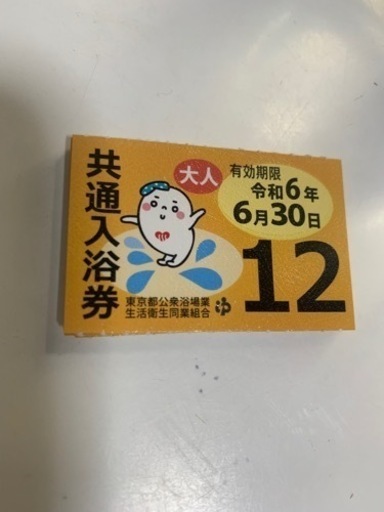 共通入浴券
大人
有効期限
令和6年
6月30日
東京都公衆浴場業
生活衛生同業組合
ゆ
12